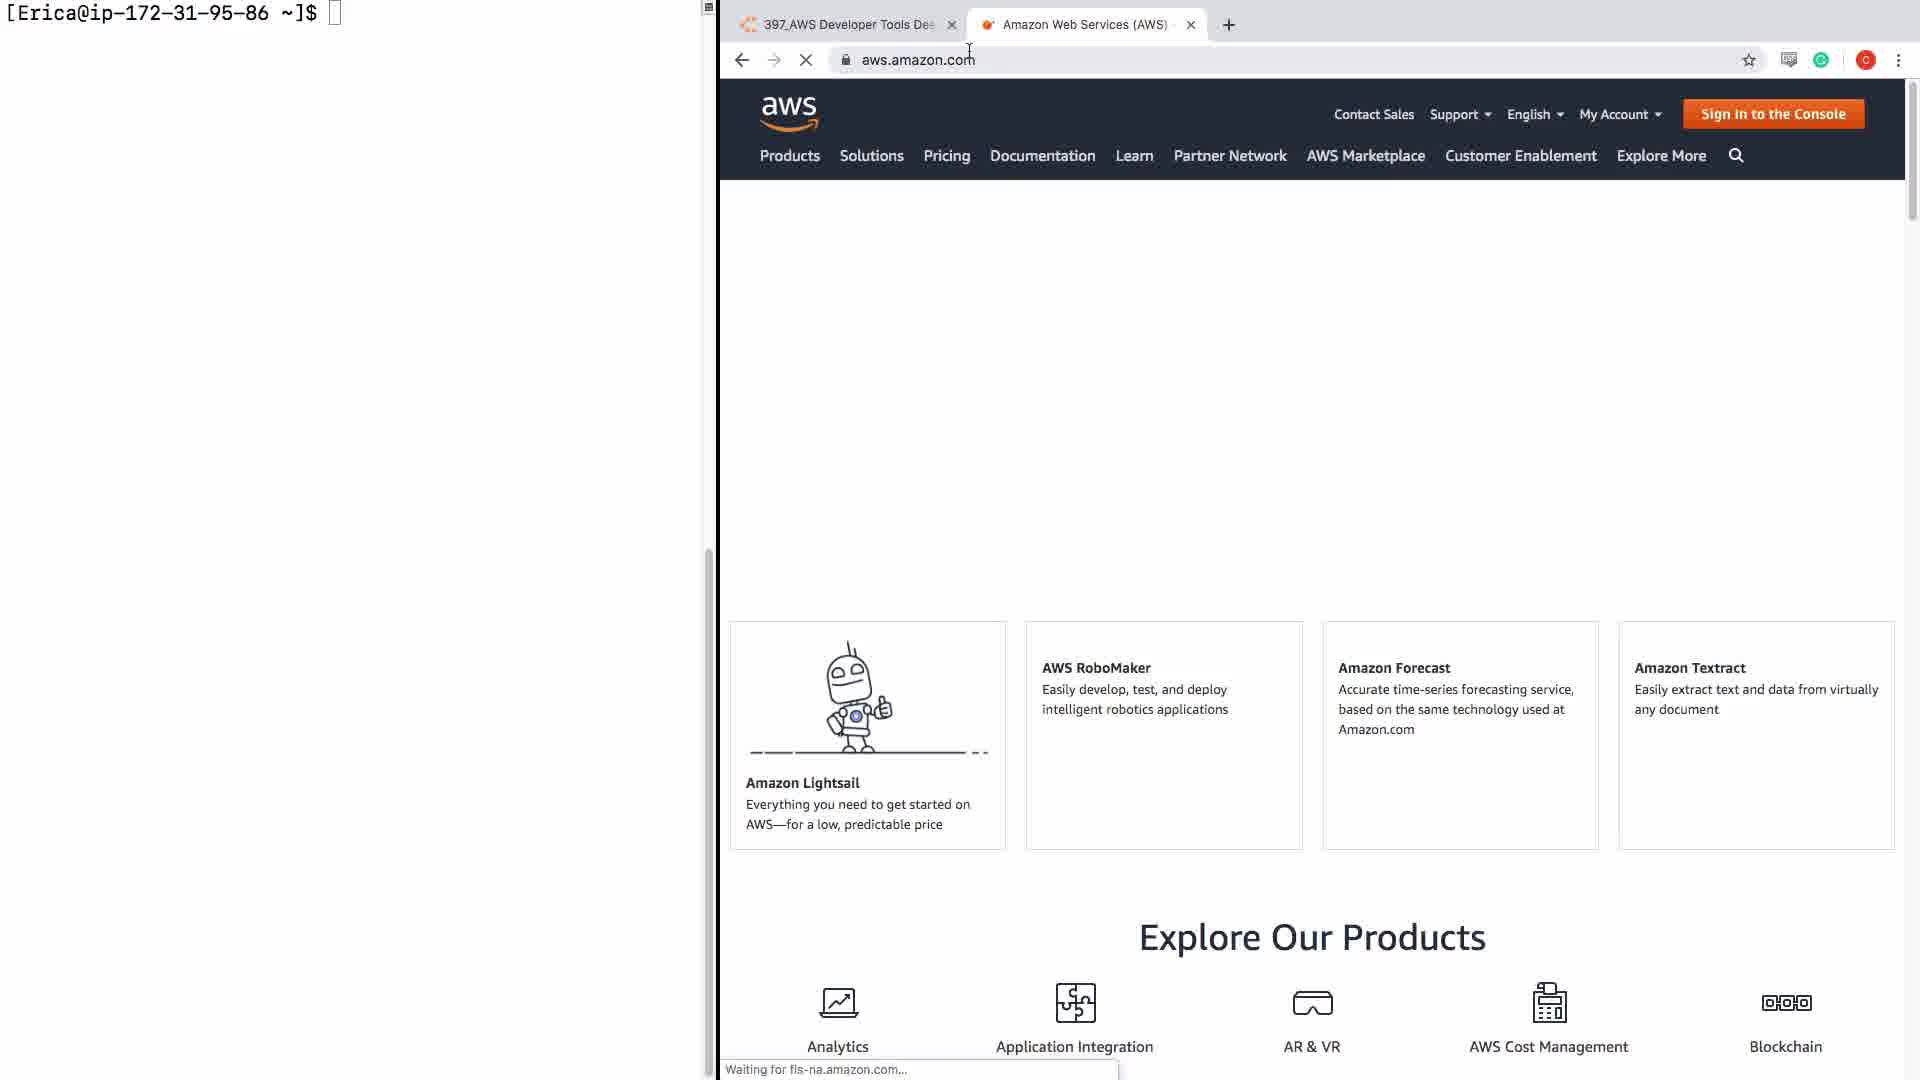 [Erica@ip-172-31-95-86 ~]$
397_AWS Developer Tools Dee
Amazon Web Services (AWS)
aws.amazon.com
C
aws
Contact Sales
Support
English
My Account
Sign In to the Console
Products
Solutions
Pricing
Documentation
Learn
Partner Network
AWS Marketplace
Customer Enablement
Explore More
Amazon Lightsail
Everything you need to get started on
AWS—for a low, predictable price
AWS RoboMaker
Easily develop, test, and deploy
intelligent robotics applications
Amazon Forecast
Accurate time-series forecasting service,
based on the same technology used at
Amazon.com
Amazon Textract
Easily extract text and data from virtually
any document
Explore Our Products
Analytics
Application Integration
AR & VR
AWS Cost Management
Blockchain
Waiting for fls-na.amazon.com...